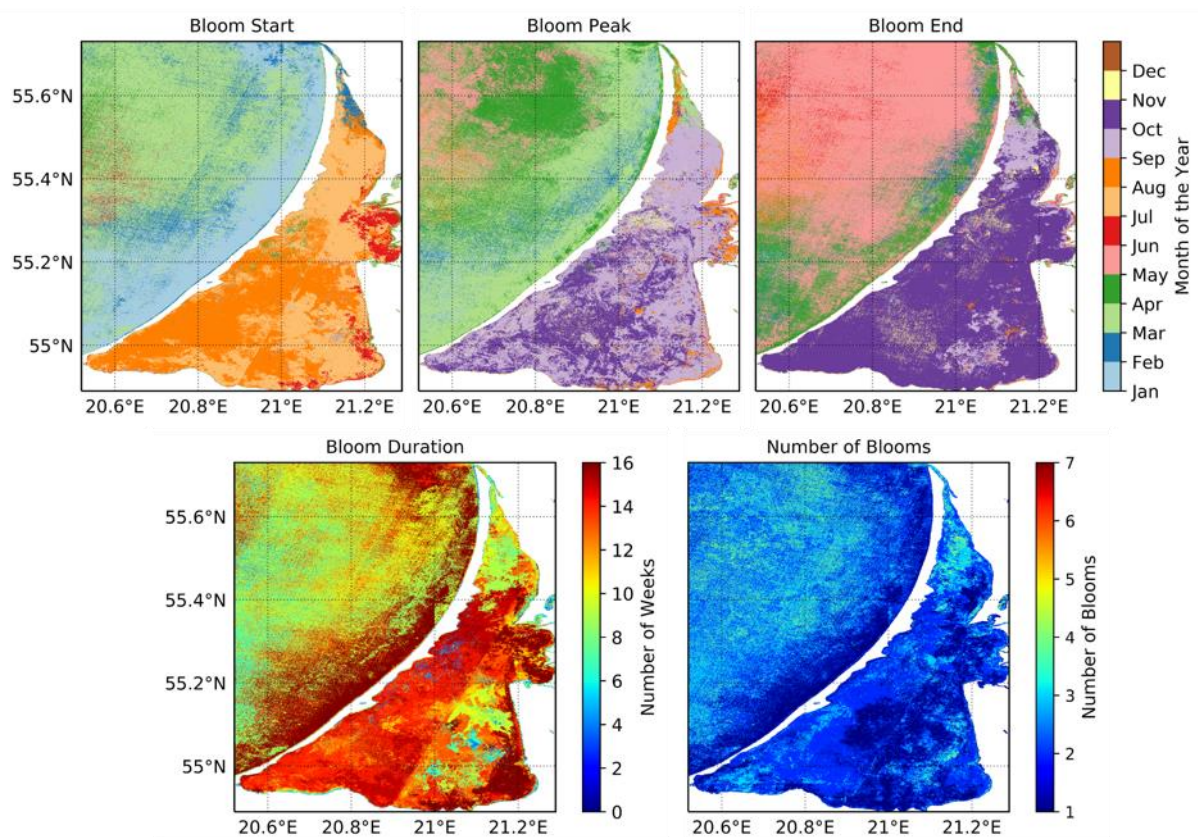 Bloom Start
Bloom Peak
Bloom End
55.6°N
55.4°N
55.2°N
55°N
20.6°E 20.8°E 21°E 21.2°E
20.6°E 20.8°E 21°E 21.2°E
20.6°E 20.8°E 21°E 21.2°E
Dec
Nov
Oct
Sep
Aug
Jul
Jun
May
Apr
Mar
Feb
Jan
Month of the Year
Bloom Duration
55.6°N
55.4°N
55.2°N
55°N
20.6°E 20.8°E 21°E 21.2°E
16
14
12
10
8
6
4
2
0
Number of Weeks
Number of Blooms
20.6°E 20.8°E 21°E 21.2°E
7
6
5
4
3
2
1
Number of Blooms